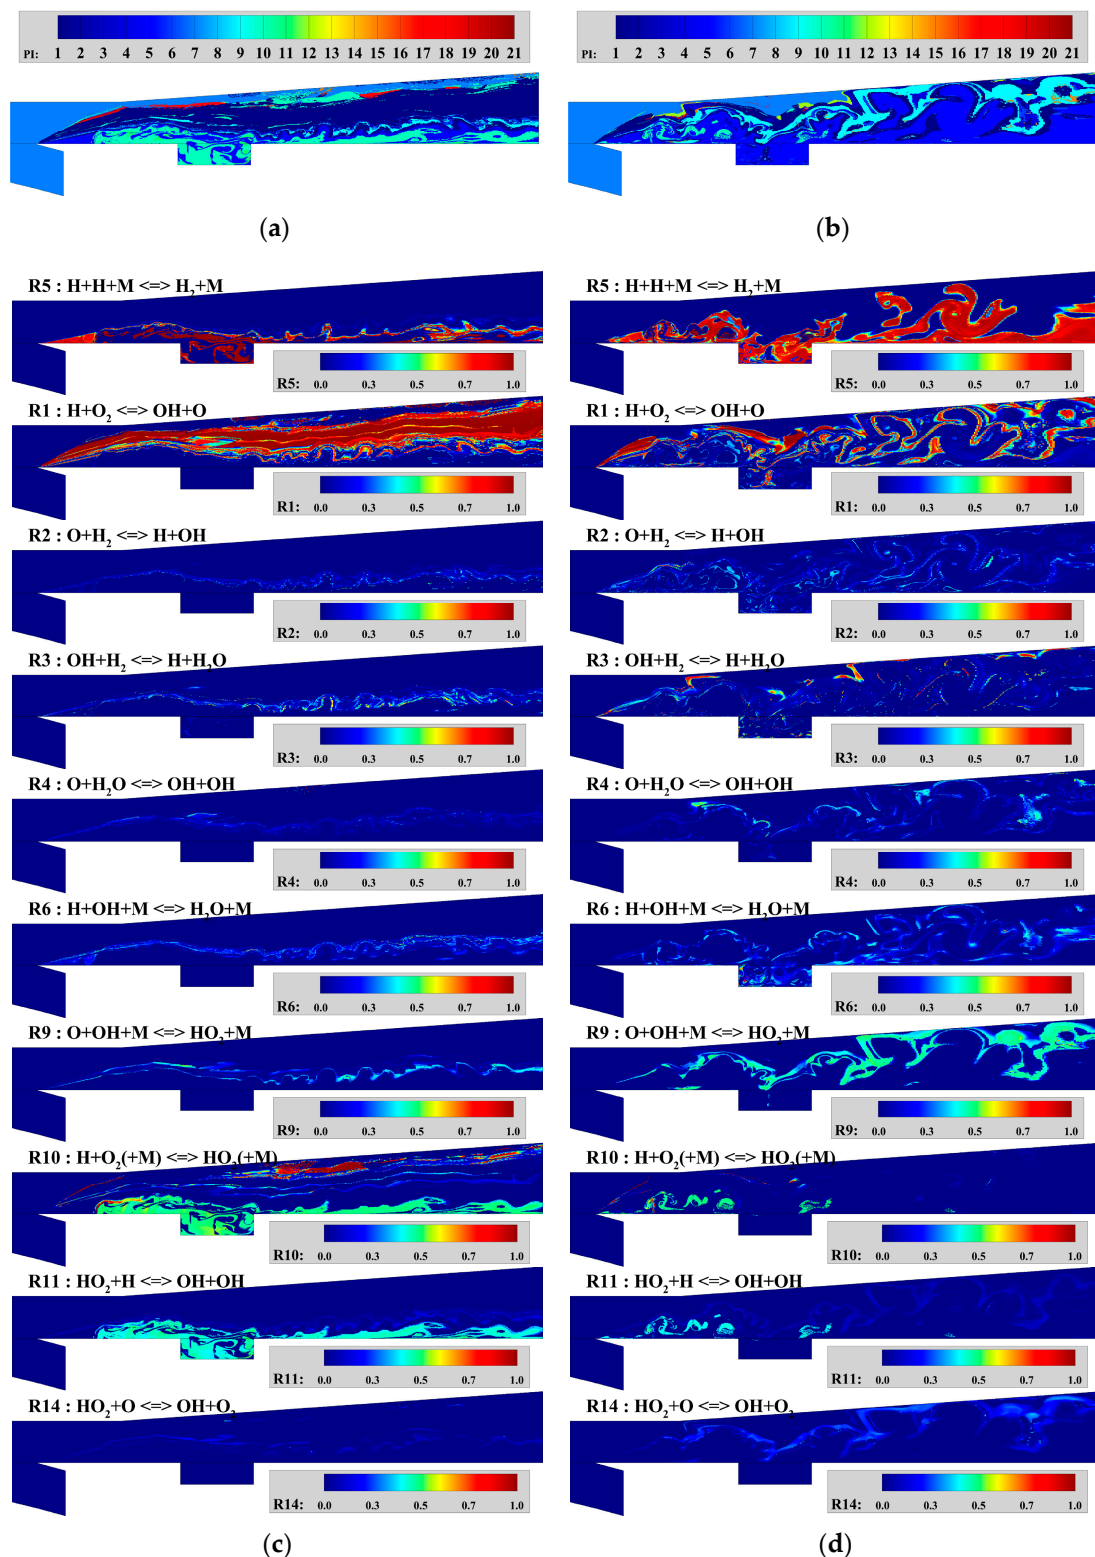 PI: 1 2 3 4 5 6 7 8 9 10 11 12 13 14 15 16 17 18 19 20 21
PI: 1 2 3 4 5 6 7 8 9 10 11 12 13 14 15 16 17 18 19 20 21
(a)
(b)
R5 : H+H+M <=> H₂+M
R5: 0.0 0.3 0.5 0.7 1.0
R1 : H+O₂ <=> OH+O
R1: 0.0 0.3 0.5 0.7 1.0
R2 : O+H₂ <=> H+OH
R2: 0.0 0.3 0.5 0.7 1.0
R3 : OH+H₂ <=> H+H₂O
R3: 0.0 0.3 0.5 0.7 1.0
R4 : O+H₂O <=> OH+OH
R4: 0.0 0.3 0.5 0.7 1.0
R6 : H+OH+M <=> H₂O+M
R6: 0.0 0.3 0.5 0.7 1.0
R9 : O+OH+M <=> HO₂+M
R9: 0.0 0.3 0.5 0.7 1.0
R10 : H+O₂(+M) <=> HO₂(+M)
R10: 0.0 0.3 0.5 0.7 1.0
R11 : HO₂+H <=> OH+OH
R11: 0.0 0.3 0.5 0.7 1.0
R14 : HO₂+O <=> OH+O₂
R14: 0.0 0.3 0.5 0.7 1.0
(c)
R5 : H+H+M <=> H₂+M
R5: 0.0 0.3 0.5 0.7 1.0
R1 : H+O₂ <=> OH+O
R1: 0.0 0.3 0.5 0.7 1.0
R2 : O+H₂ <=> H+OH
R2: 0.0 0.3 0.5 0.7 1.0
R3 : OH+H₂ <=> H+H₂O
R3: 0.0 0.3 0.5 0.7 1.0
R4 : O+H₂O <=> OH+OH
R4: 0.0 0.3 0.5 0.7 1.0
R6 : H+OH+M <=> H₂O+M
R6: 0.0 0.3 0.5 0.7 1.0
R9 : O+OH+M <=> HO₂+M
R9: 0.0 0.3 0.5 0.7 1.0
R10 : H+O₂(+M) <=> HO₂(+M)
R10: 0.0 0.3 0.5 0.7 1.0
R11 : HO₂+H <=> OH+OH
R11: 0.0 0.3 0.5 0.7 1.0
R14 : HO₂+O <=> OH+O₂
R14: 0.0 0.3 0.5 0.7 1.0
(d)